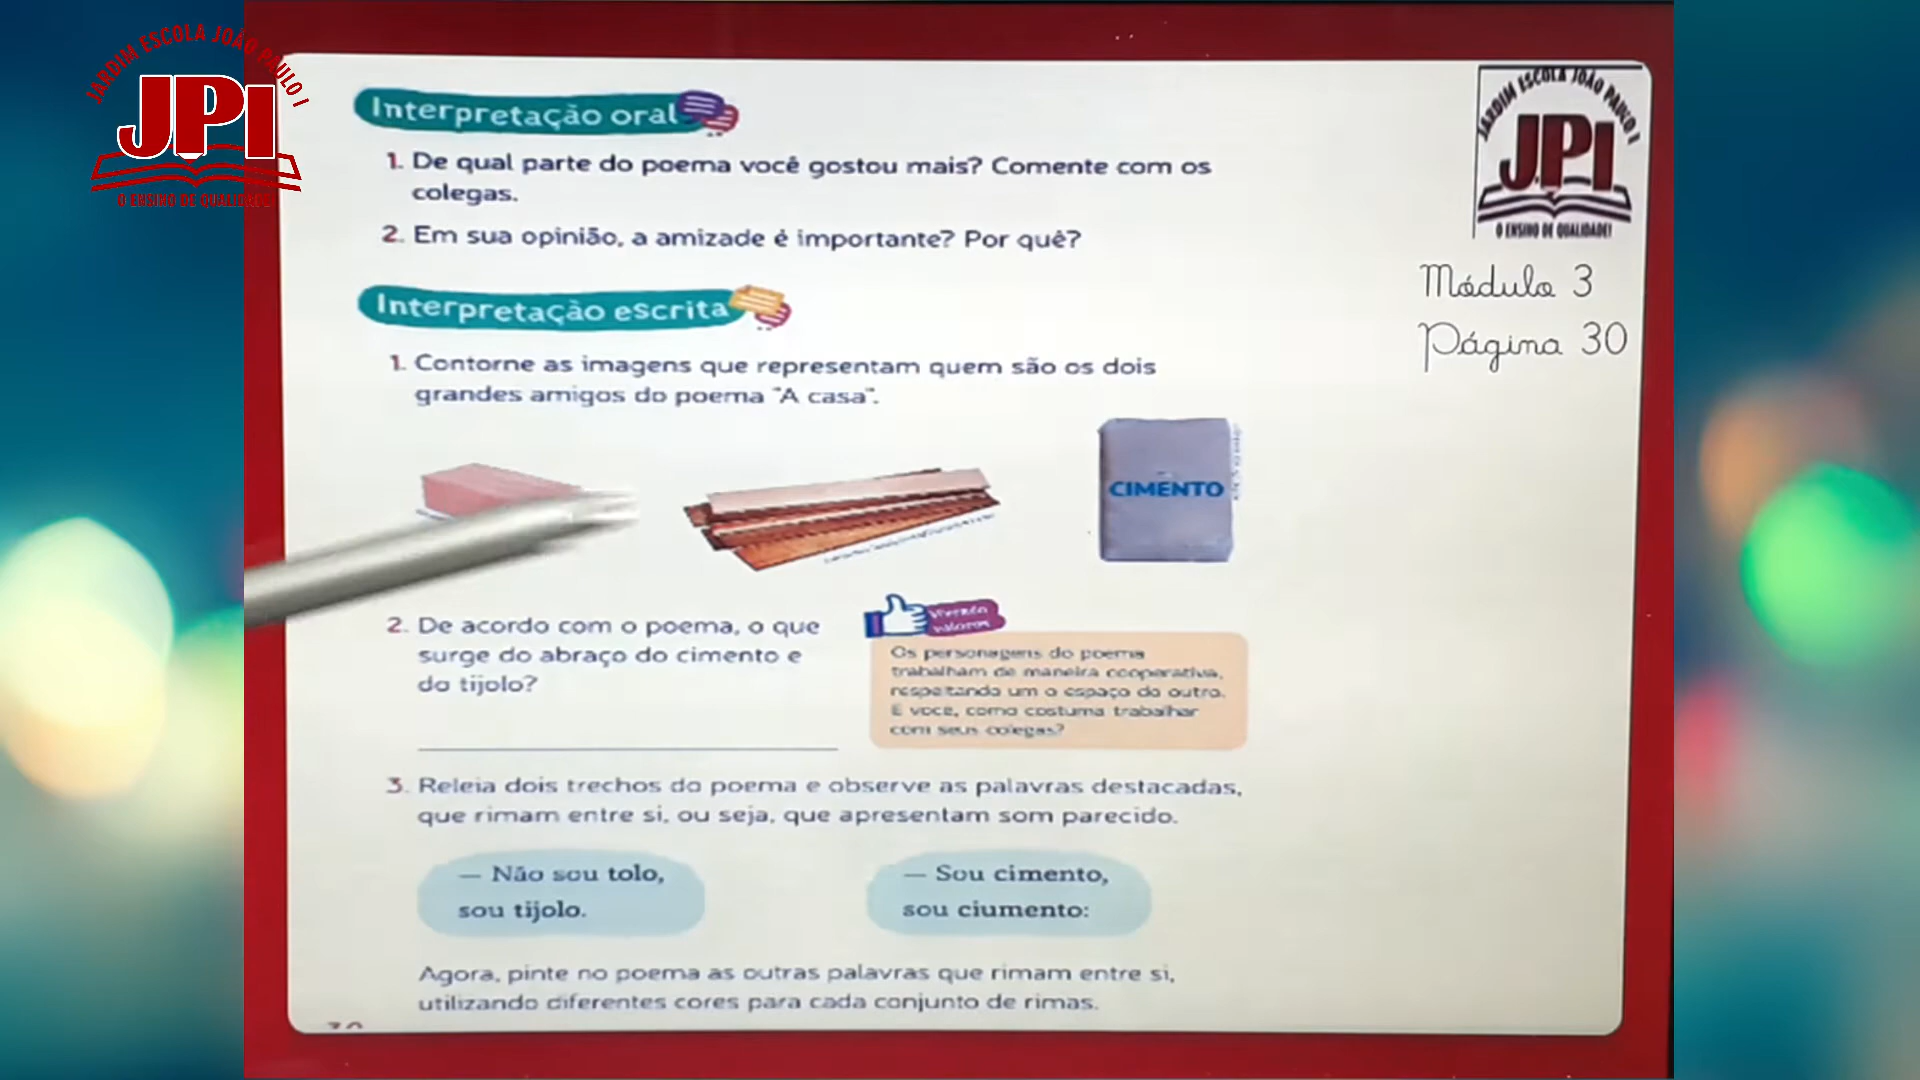 JARDIM ESCOLA JOÃO PAULO I
JPI
O ENSINO DE QUALIDADE
JARDIM ESCOLA JOÃO PAULO I
JPI
O ENSINO DE QUALIDADE!
Módulo 3
Página 30
Interpretação oral
1. De qual parte do poema você gostou mais? Comente com os
colegas.
2. Em sua opinião, a amizade é importante? Por quê?
Interpretação escrita
1. Contorne as imagens que representam quem são os dois
grandes amigos do poema "A casa".
CIMENTO
2. De acordo com o poema, o que
surge do abraço do cimento e
do tijolo?
Vivendo
valores
Os personagens do poema
trabalham de maneira cooperativa,
respeitando um o espaço do outro.
E você, como costuma trabalhar
com seus colegas?
3. Releia dois trechos do poema e observe as palavras destacadas,
que rimam entre si, ou seja, que apresentam som parecido.
— Não sou tolo,
sou tijolo.
— Sou cimento,
sou ciumento:
Agora, pinte no poema as outras palavras que rimam entre si,
utilizando diferentes cores para cada conjunto de rimas.
30